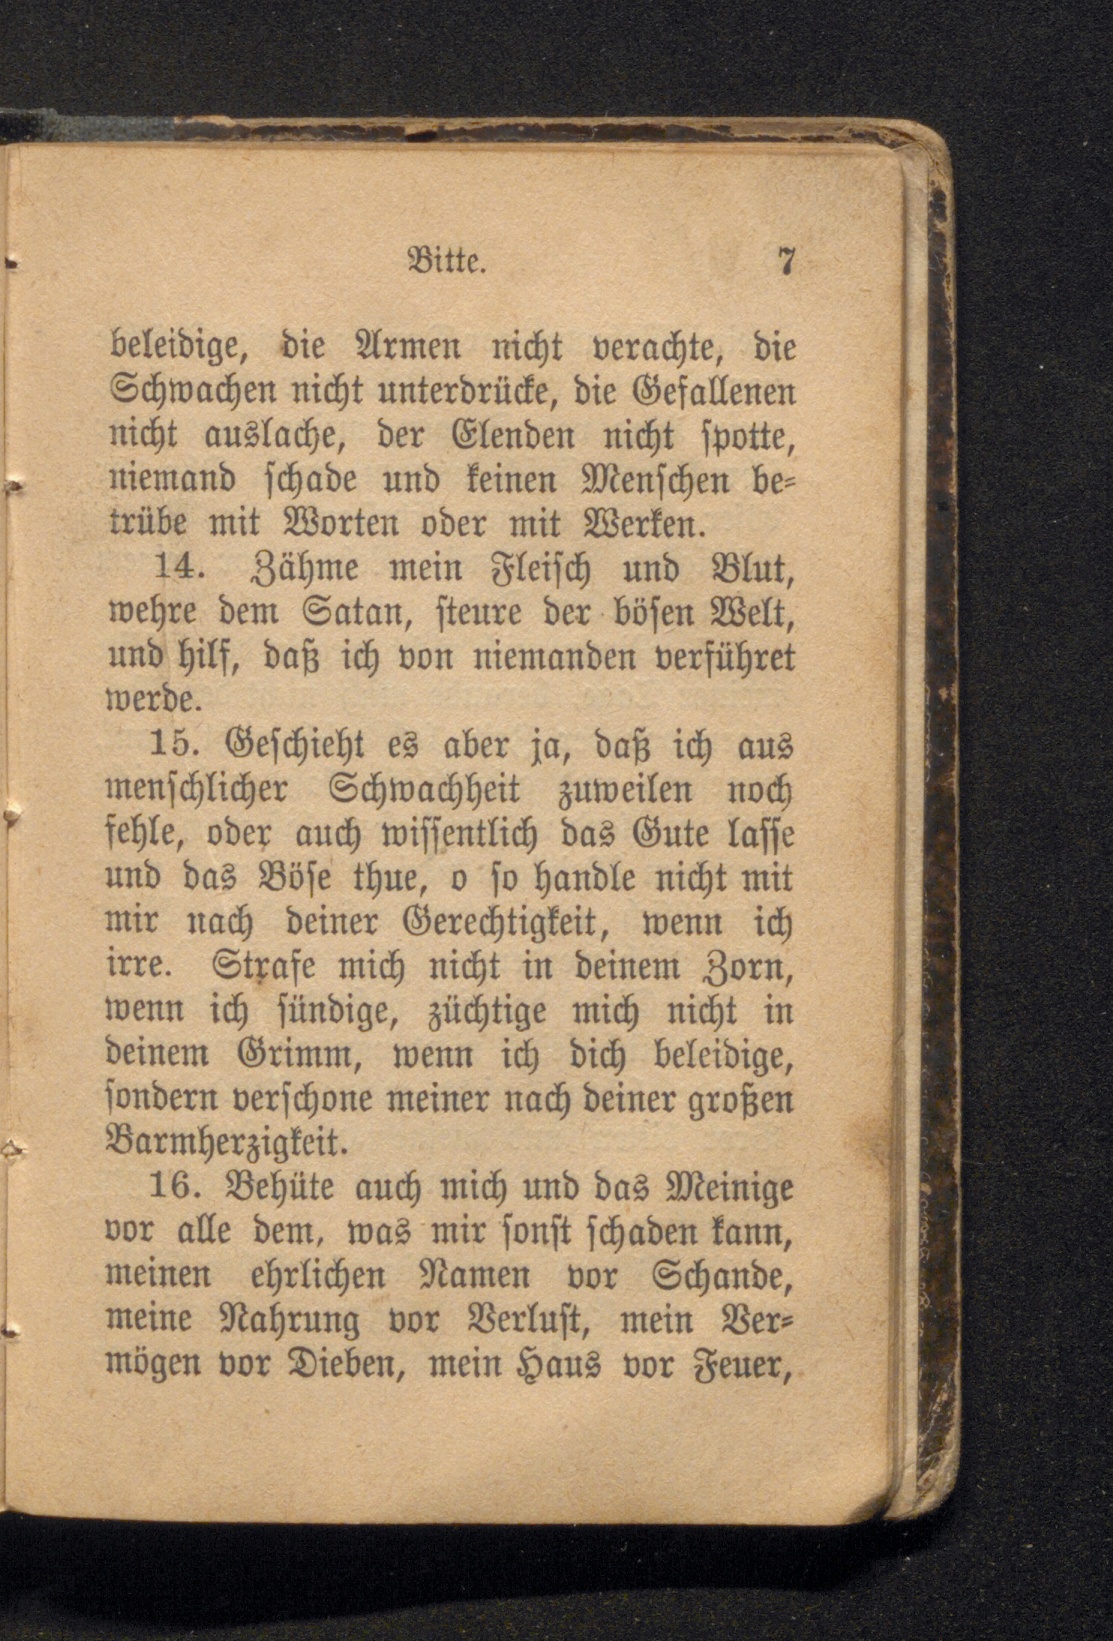 Bitte. 7
beleidige, die Armen nicht verachte, die
Schwachen nicht unterdrücke, die Gefallenen
nicht auslache, der Elenden nicht spotte,
niemand schade und keinen Menschen be-
trübe mit Worten oder mit Werken.
14. Zähme mein Fleisch und Blut,
wehre dem Satan, steure der bösen Welt,
und hilf, daß ich von niemanden verführet
werde.
15. Geschieht es aber ja, daß ich aus
menschlicher Schwachheit zuweilen noch
fehle, oder auch wissentlich das Gute lasse
und das Böse thue, o so handle nicht mit
mir nach deiner Gerechtigkeit, wenn ich
irre. Strafe mich nicht in deinem Zorn,
wenn ich sündige, züchtige mich nicht in
deinem Grimm, wenn ich dich beleidige,
sondern verschone meiner nach deiner großen
Barmherzigkeit.
16. Behüte auch mich und das Meinige
vor alle dem, was mir sonst schaden kann,
meinen ehrlichen Namen vor Schande,
meine Nahrung vor Verlust, mein Ver-
mögen vor Dieben, mein Haus vor Feuer,